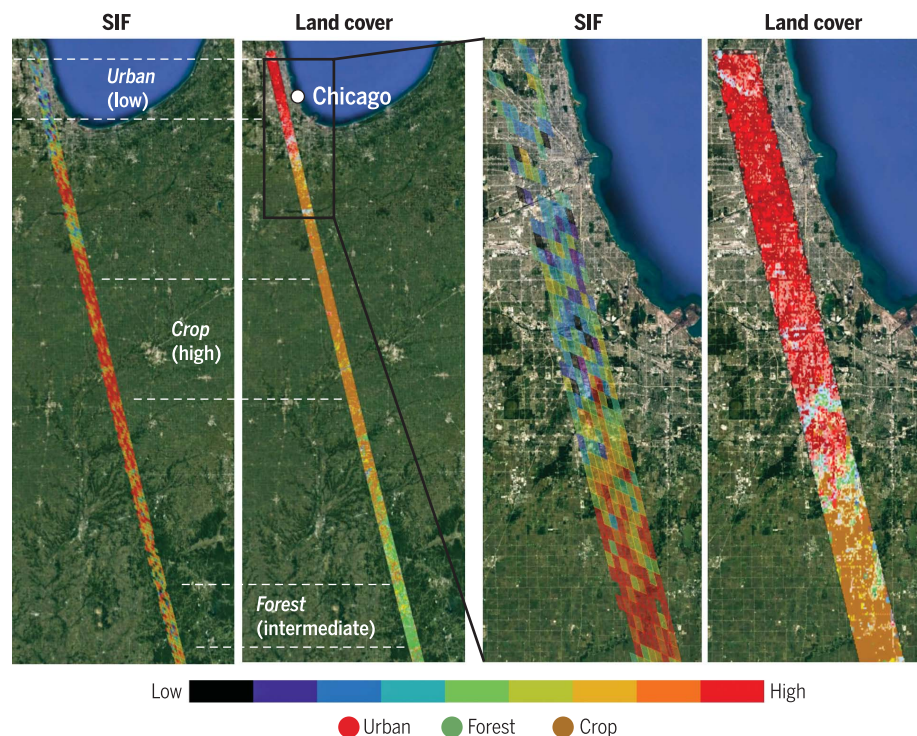 SIF
Land cover
SIF
Land cover
Urban
(low)
Chicago
Crop
(high)
Forest
(intermediate)
Low
High
Urban
Forest
Crop